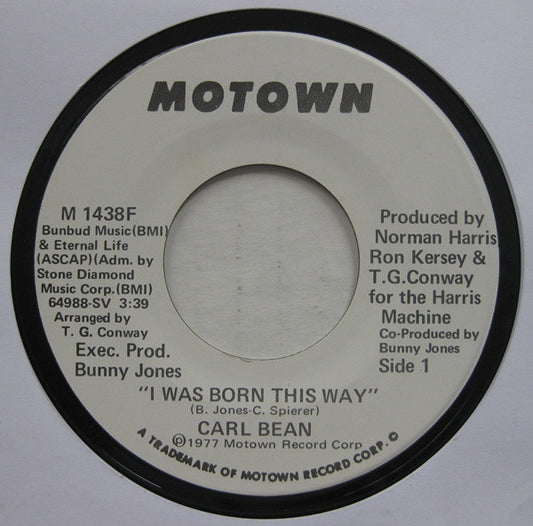 MOTOWN
M 1438F
Bunbud Music(BMI)
& Eternal Life
(ASCAP)(Adm. by
Stone Diamond
Music Corp.(BMI)
64988-SV 3:39
Arranged by
T. G. Conway
Exec. Prod.
Bunny Jones
Produced by
Norman Harris
Ron Kersey &
T.G.Conway
for the Harris
Machine
Co-Produced by
Bunny Jones
Side 1
"I WAS BORN THIS WAY"
(B. Jones-C. Spierer)
CARL BEAN
℗1977 Motown Record Corp
A TRADEMARK OF MOTOWN RECORD CORP. ©